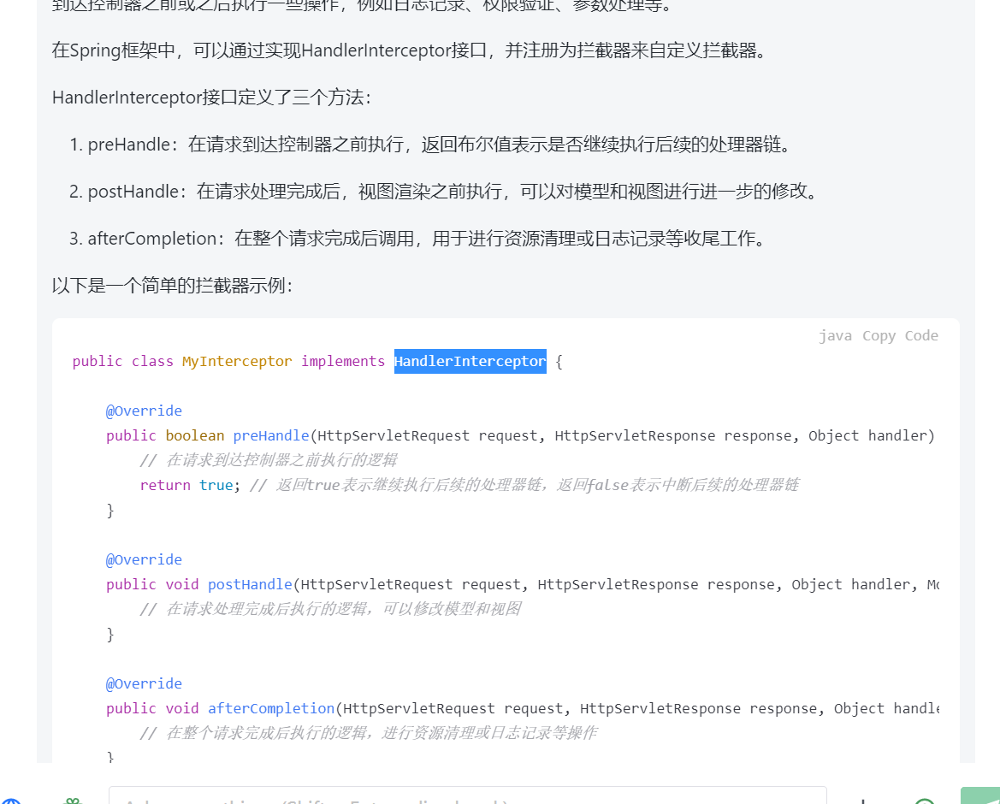 到达控制器之前或之后执行一些操作，例如日志记录、权限验证、参数处理等。
在Spring框架中，可以通过实现HandlerInterceptor接口，并注册为拦截器来自定义拦截器。
HandlerInterceptor接口定义了三个方法：
1. preHandle：在请求到达控制器之前执行，返回布尔值表示是否继续执行后续的处理器链。
2. postHandle：在请求处理完成后，视图渲染之前执行，可以对模型和视图进行进一步的修改。
3. afterCompletion：在整个请求完成后调用，用于进行资源清理或日志记录等收尾工作。
以下是一个简单的拦截器示例：
java Copy Code
public class MyInterceptor implements HandlerInterceptor {
@Override
public boolean preHandle(HttpServletRequest request, HttpServletResponse response, Object handler)
// 在请求到达控制器之前执行的逻辑
return true; // 返回true表示继续执行后续的处理器链，返回false表示中断后续的处理器链
}
@Override
public void postHandle(HttpServletRequest request, HttpServletResponse response, Object handler, Mo
// 在请求处理完成后执行的逻辑，可以修改模型和视图
}
@Override
public void afterCompletion(HttpServletRequest request, HttpServletResponse response, Object handle
// 在整个请求完成后执行的逻辑，进行资源清理或日志记录等操作
}